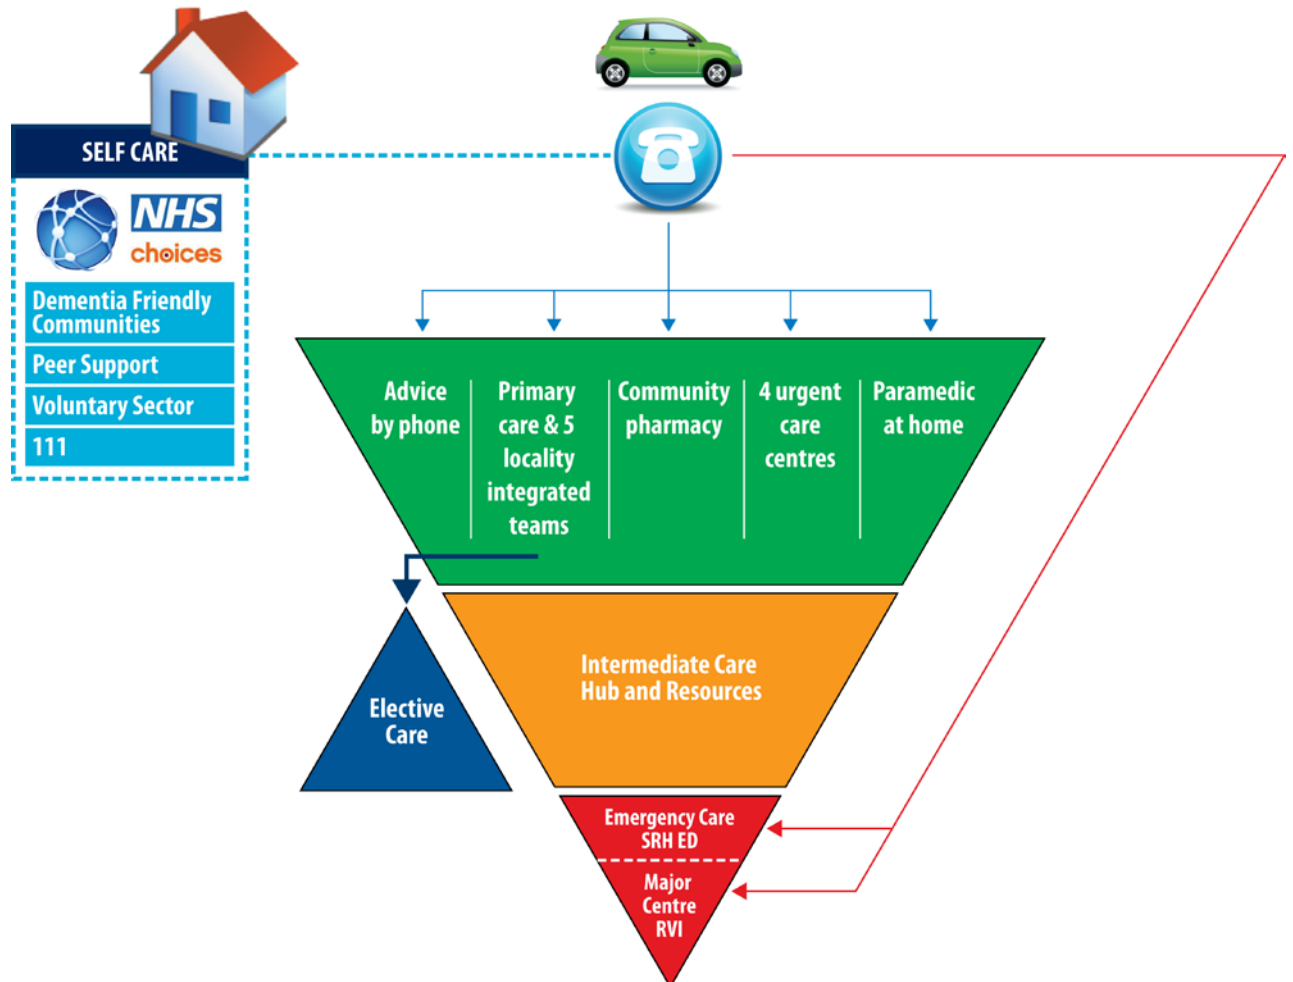 SELF CARE
NHS
choices
Dementia Friendly
Communities
Peer Support
Voluntary Sector
111
Advice
by phone
Primary
care & 5
locality
integrated
teams
Community
pharmacy
4 urgent
care
centres
Paramedic
at home
Elective
Care
Intermediate Care
Hub and Resources
Emergency Care
SRH ED
Major
Centre
RVI